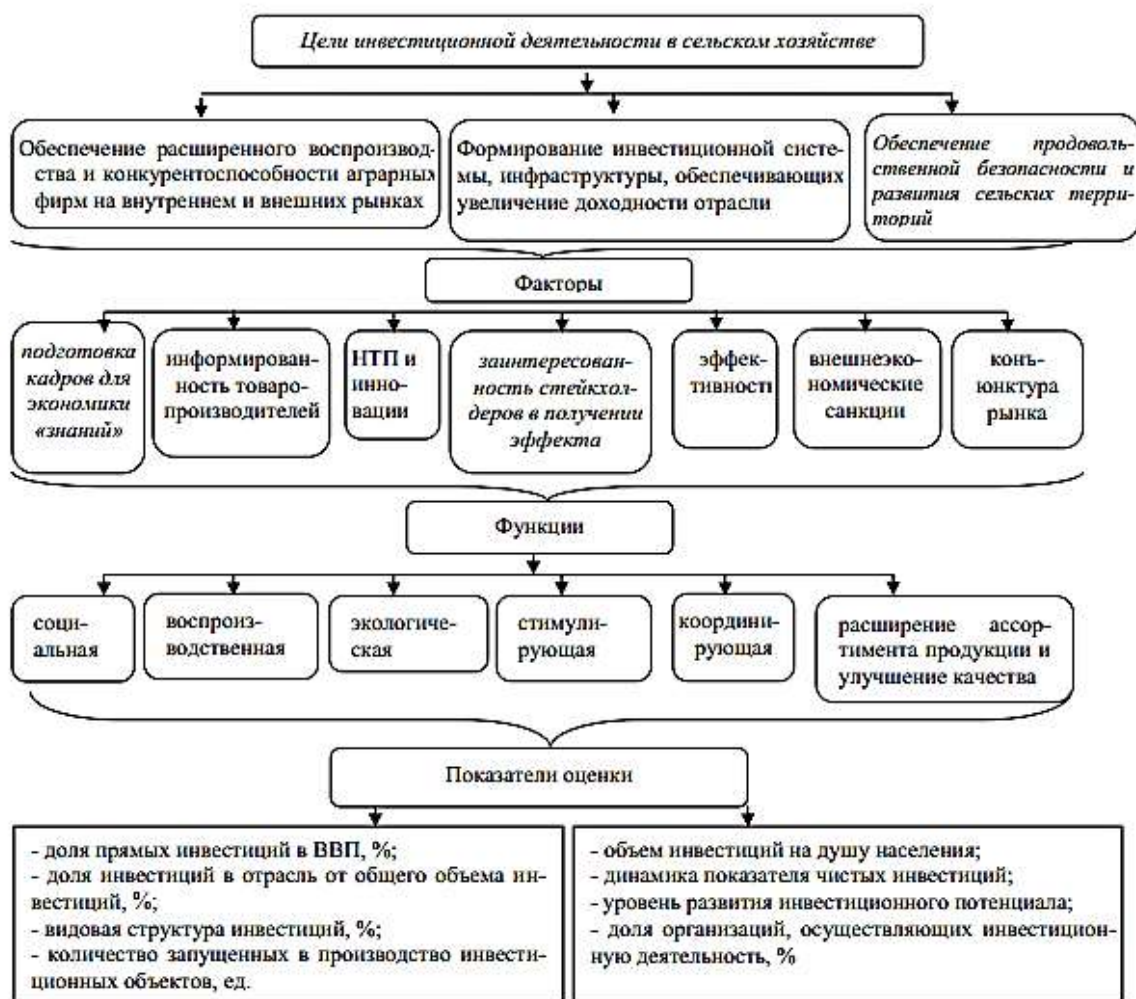 Цели инвестиционной деятельности в сельском хозяйстве
Обеспечение расширенного воспроизвод-
ства и конкурентоспособности аграрных
фирм на внутреннем и внешних рынках
Формирование инвестиционной систе-
мы, инфраструктуры, обеспечивающих
увеличение доходности отрасли
Обеспечение продоволь-
ственной безопасности и
развития сельских терри-
торий
Факторы
подготовка
кадров для
экономики
«знаний»
информирован-
ность товаро-
производителей
НТП и
инно-
вации
заинтересован-
ность стейкхол-
деров в получении
эффекта
эффек-
тивності
внешнеэко-
номические
санкции
конъ-
юнктура
рынка
Функции
соци-
альная
воспроиз-
водственная
экологиче-
ская
стимули-
рующая
координи-
рующая
расширение ассор-
тимента продукции и
улучшение качества
Показатели оценки
- доля прямых инвестиций в ВВП, %;
- доля инвестиций в отрасль от общего объема ин-
вестиций, %;
- видовая структура инвестиций, %;
- количество запущенных в производство инвести-
ционных объектов, ед.
- объем инвестиций на душу населения;
- динамика показателя чистых инвестиций;
- уровень развития инвестиционного потенциала;
- доля организаций, осуществляющих инвестицион-
ную деятельность, %